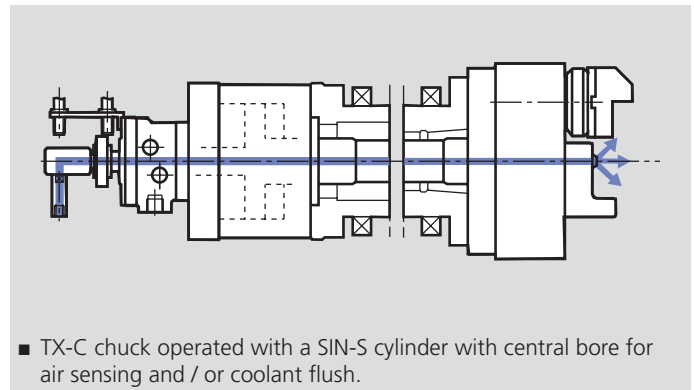 ■ TX-C chuck operated with a SIN-S cylinder with central bore for
air sensing and / or coolant flush.